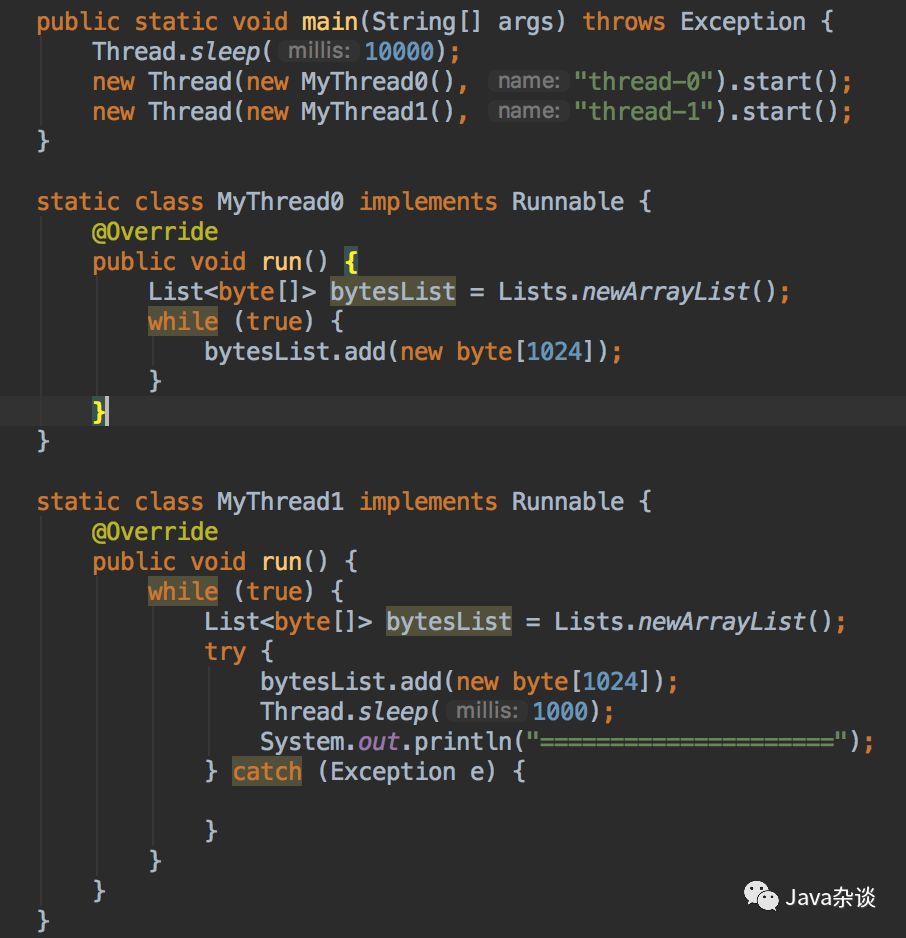 public static void main(String[] args) throws Exception {
    Thread.sleep( millis: 10000);
    new Thread(new MyThread0(), name: "thread-0").start();
    new Thread(new MyThread1(), name: "thread-1").start();
}
static class MyThread0 implements Runnable {
    @Override
    public void run() {
        List<byte[]> bytesList = Lists.newArrayList();
        while (true) {
            bytesList.add(new byte[1024]);
        }
    }
}
static class MyThread1 implements Runnable {
    @Override
    public void run() {
        while (true) {
            List<byte[]> bytesList = Lists.newArrayList();
            try {
                bytesList.add(new byte[1024]);
                Thread.sleep( millis: 1000);
                System.out.println("=====================");
            } catch (Exception e) {
            }
        }
    }
}
Java杂谈